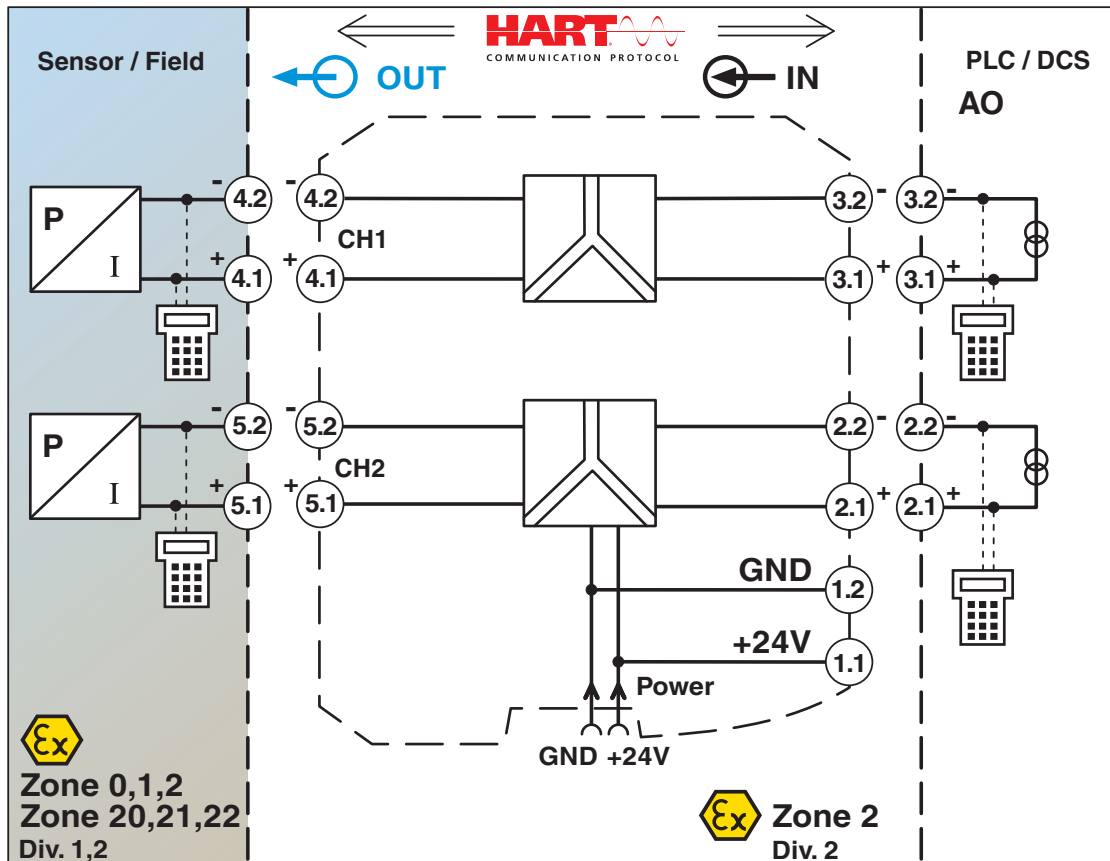 HART
COMMUNICATION PROTOCOL
Sensor / Field
OUT
IN
PLC / DCS
AO
P
I
- 4.2
- 4.2
CH1
+ 4.1
+ 4.1
3.2 -
3.2 -
3.1 +
3.1 +
P
I
- 5.2
- 5.2
CH2
+ 5.1
+ 5.1
2.2 -
2.2 -
2.1 +
2.1 +
GND
1.2
+24V
1.1
Power
GND +24V
Ex
Zone 0,1,2
Zone 20,21,22
Div. 1,2
Ex
Zone 2
Div. 2